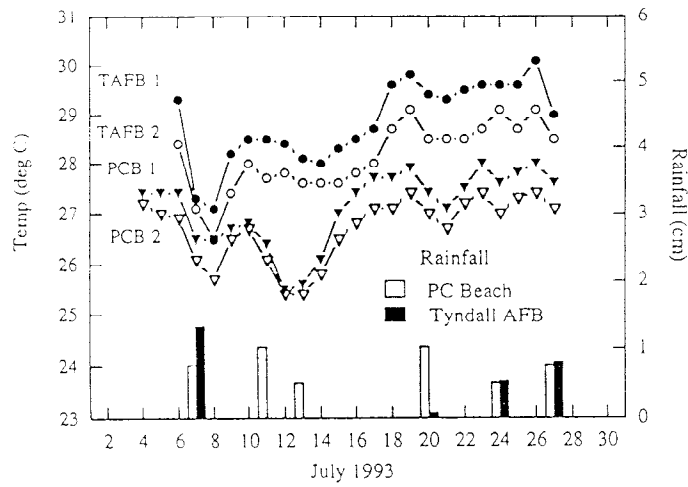 31
30
29
28
27
26
25
24
23
Temp (deg C)
TAFB 1
TAFB 2
PCB 1
PCB 2
6
5
4
3
2
1
0
Rainfall (cm)
Rainfall
PC Beach
Tyndall AFB
2 4 6 8 10 12 14 16 18 20 22 24 26 28 30
July 1993